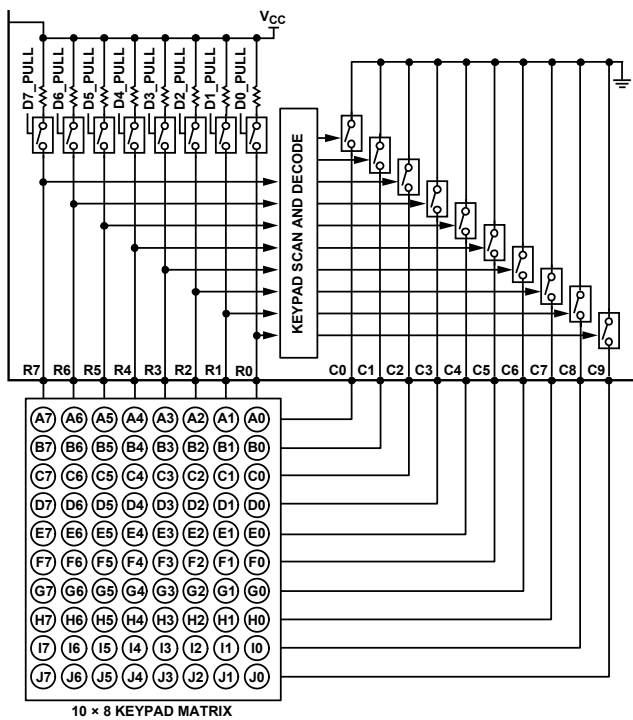 VCC
D7_PULL
D6_PULL
D5_PULL
D4_PULL
D3_PULL
D2_PULL
D1_PULL
D0_PULL
KEYPAD SCAN AND DECODE
R7 R6 R5 R4 R3 R2 R1 R0 C0 C1 C2 C3 C4 C5 C6 C7 C8 C9
A7 A6 A5 A4 A3 A2 A1 A0
B7 B6 B5 B4 B3 B2 B1 B0
C7 C6 C5 C4 C3 C2 C1 C0
D7 D6 D5 D4 D3 D2 D1 D0
E7 E6 E5 E4 E3 E2 E1 E0
F7 F6 F5 F4 F3 F2 F1 F0
G7 G6 G5 G4 G3 G2 G1 G0
H7 H6 H5 H4 H3 H2 H1 H0
I7 I6 I5 I4 I3 I2 I1 I0
J7 J6 J5 J4 J3 J2 J1 J0
10 × 8 KEYPAD MATRIX